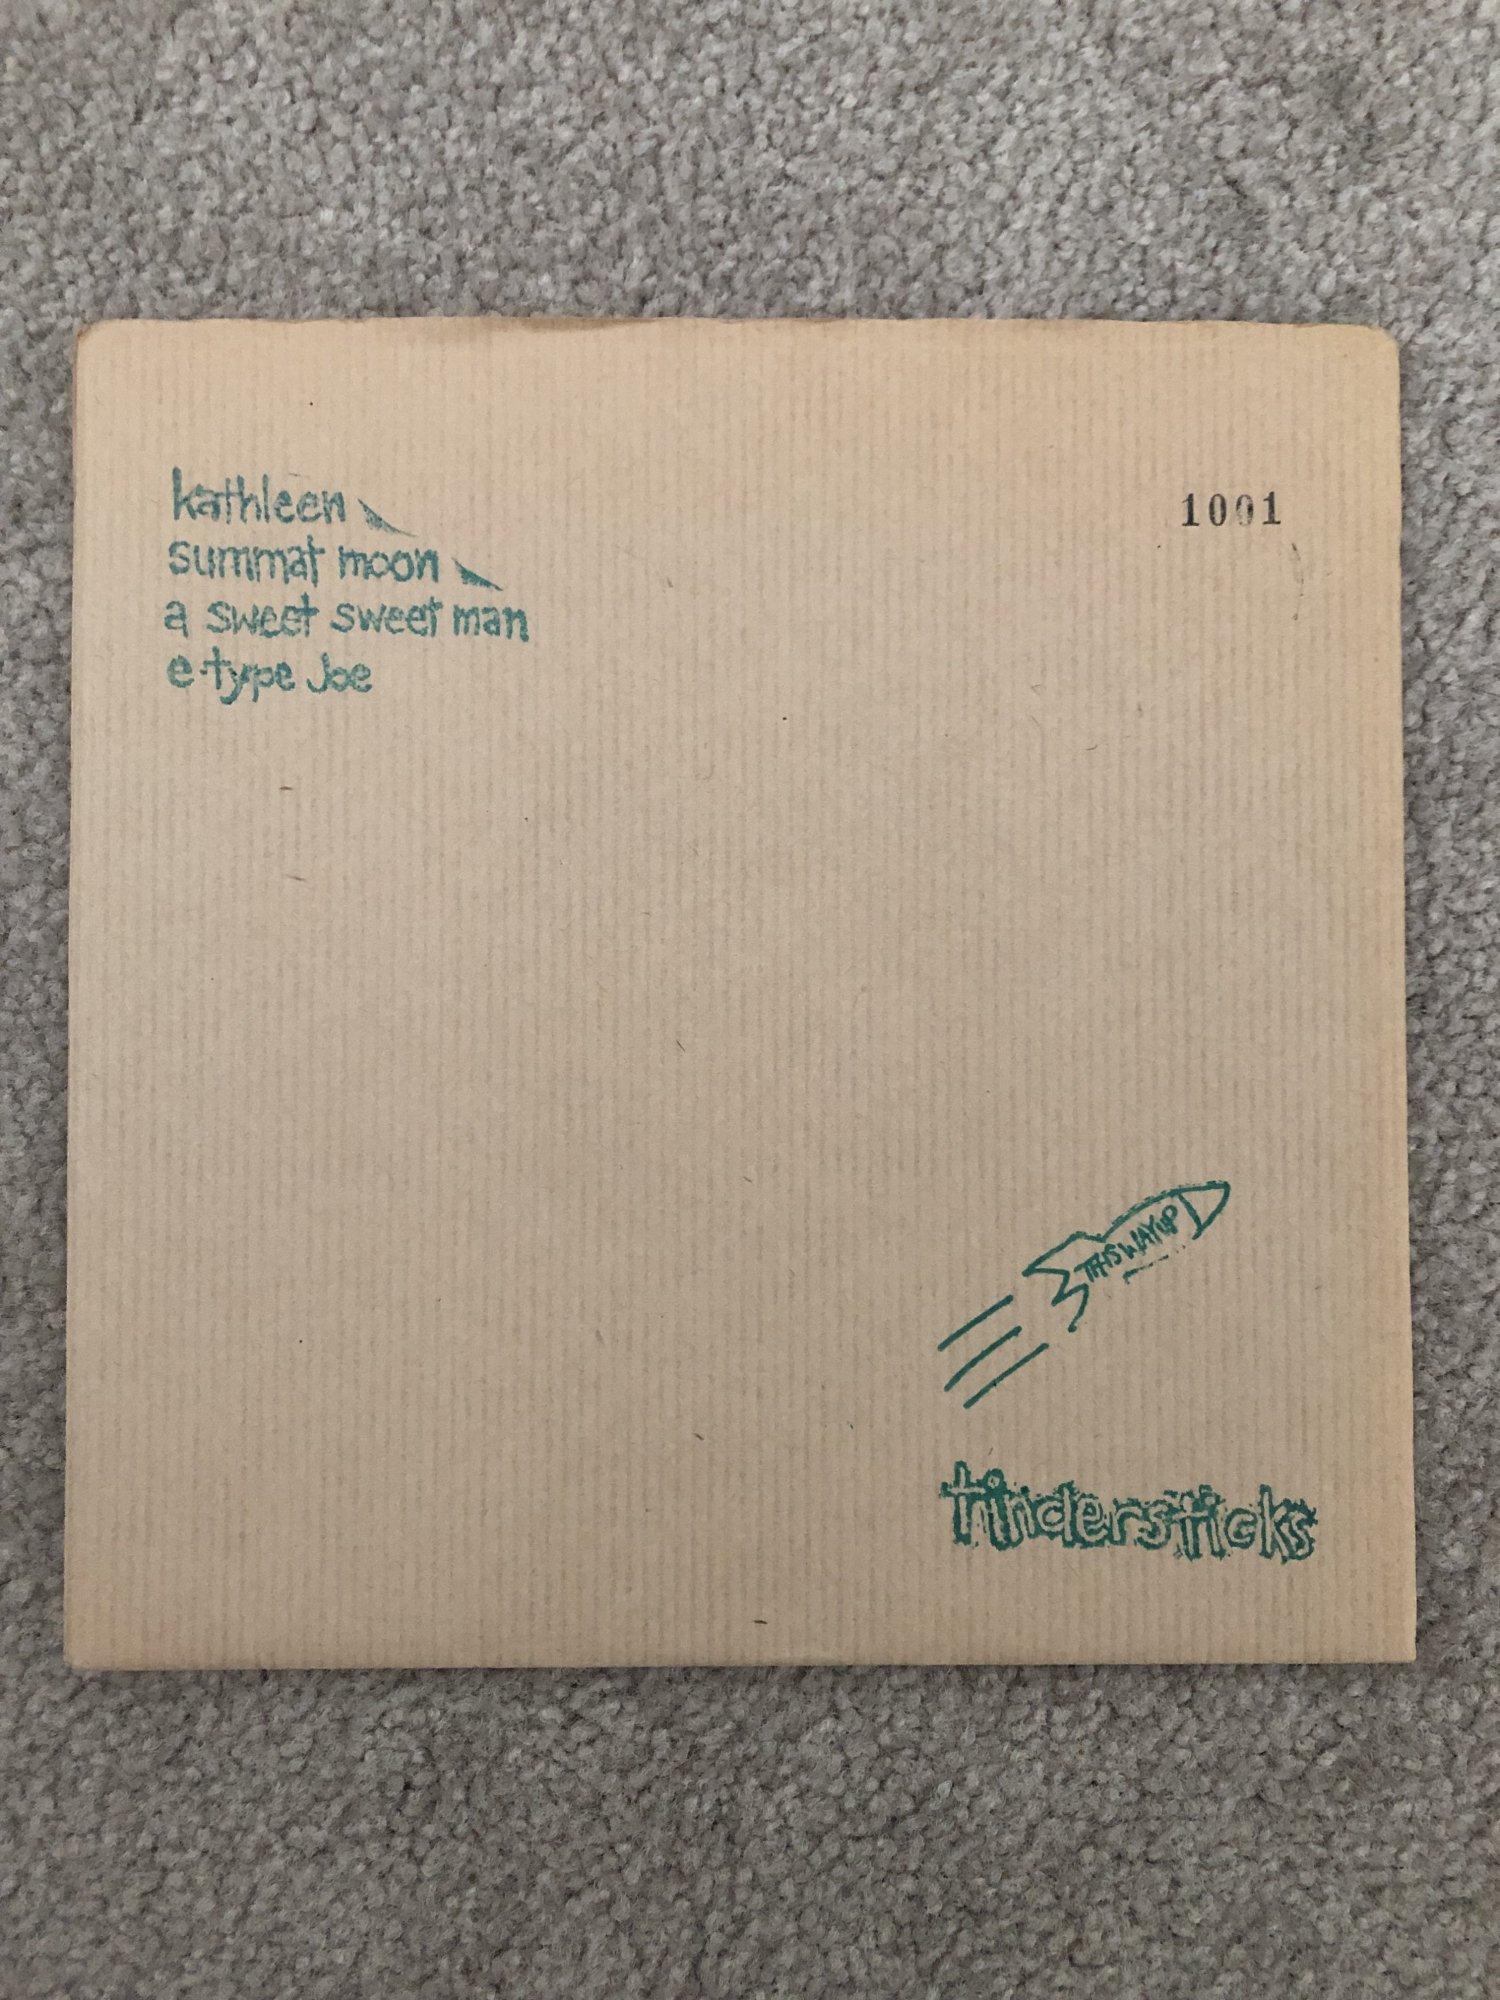 kathleen
summat moon
a sweet sweet man
e-type Joe
1001
THIS WAY UP
tindersticks